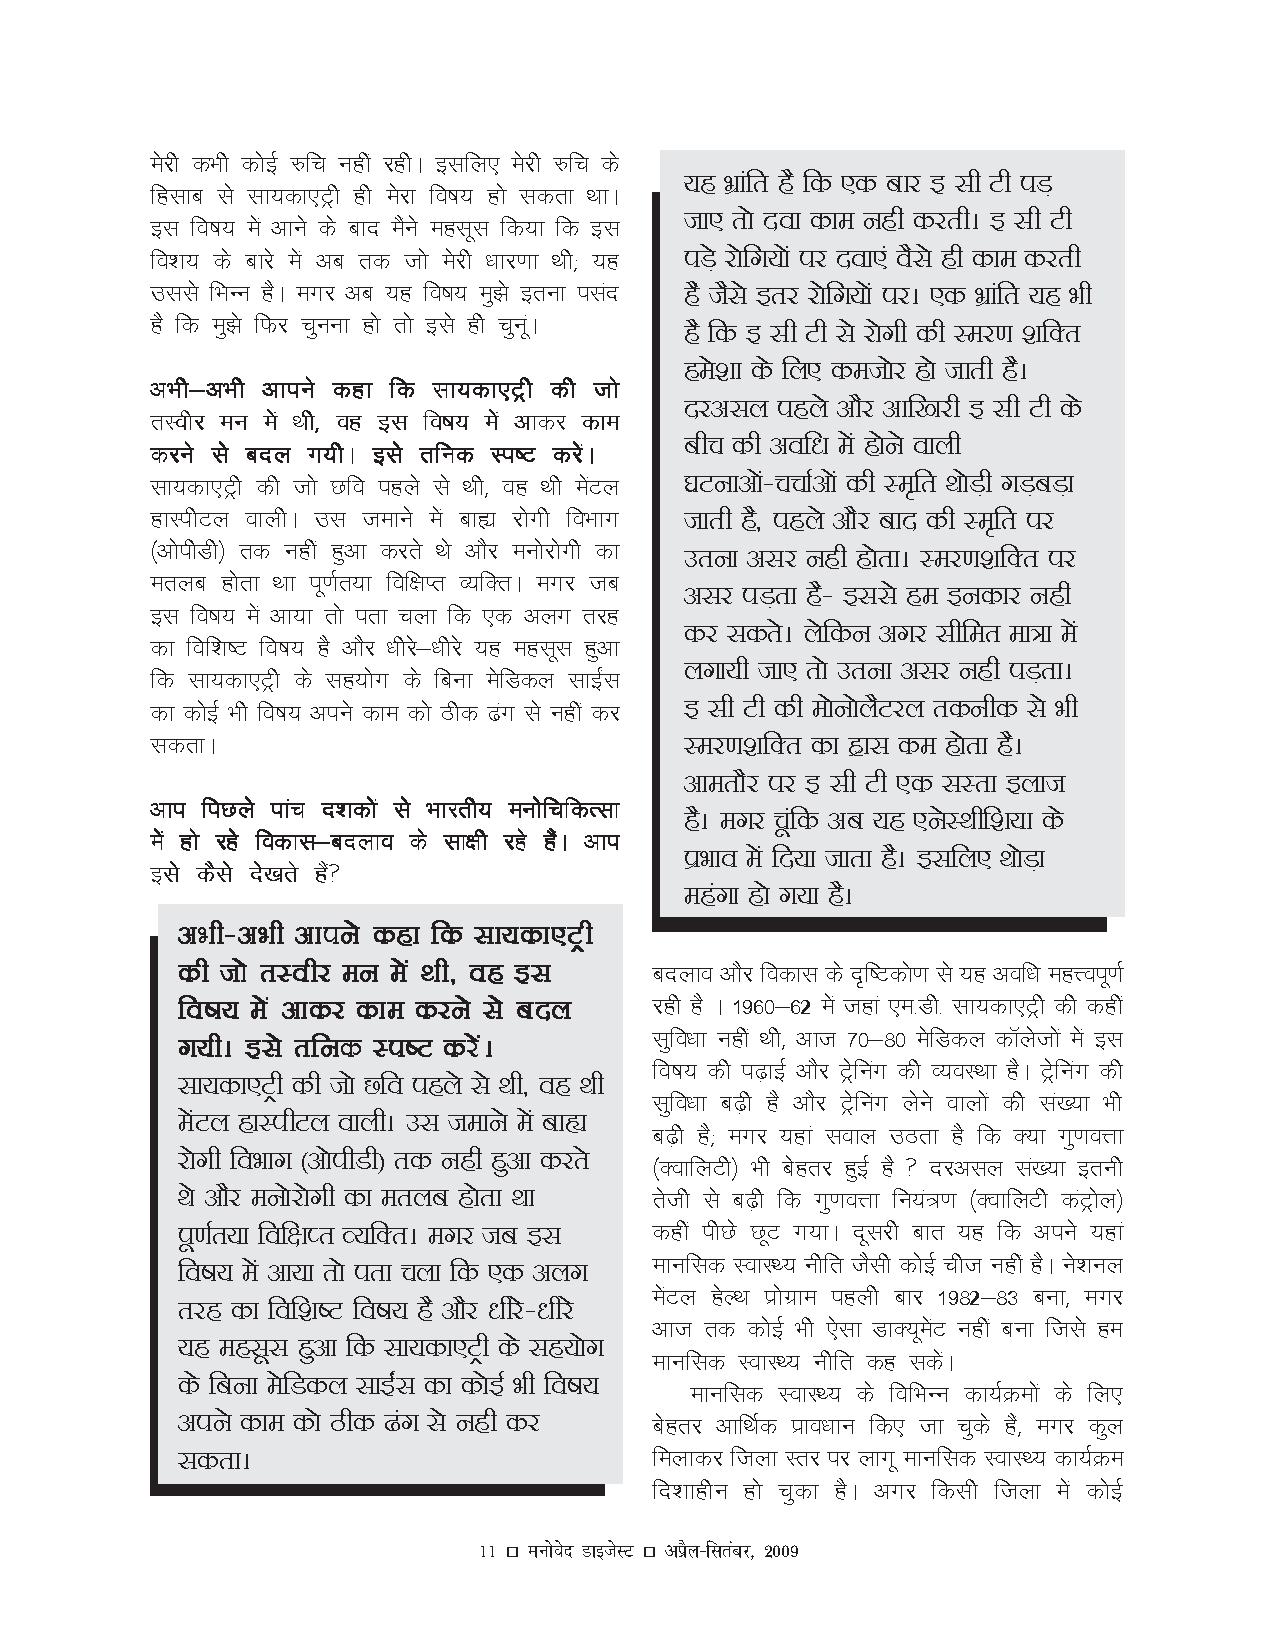 मेरी कभी कोई रुचि नहीं रही। इसलिए मेरी रुचि के
हिसाब से सायकाएट्री ही मेरा विषय हो सकता था।
इस विषय में आने के बाद मैने महसूस किया कि इस
विशय के बारे में अब तक जो मेरी धारणा थी; यह
उससे भिन्न है। मगर अब यह विषय मुझे इतना पसंद
है कि मुझे फिर चुनना हो तो इसे ही चुनूं।
अभी–अभी आपने कहा कि सायकाएट्री की जो
तस्वीर मन में थी, वह इस विषय में आकर काम
करने से बदल गयी। इसे तनिक स्पष्ट करें।
सायकाएट्री की जो छवि पहले से थी, वह थी मेंटल
हास्पीटल वाली। उस जमाने में बाह्य रोगी विभाग
(ओपीडी) तक नहीं हुआ करते थे और मनोरोगी का
मतलब होता था पूर्णतया विक्षिप्त व्यक्ति। मगर जब
इस विषय में आया तो पता चला कि एक अलग तरह
का विशिष्ट विषय है और धीरे–धीरे यह महसूस हुआ
कि सायकाएट्री के सहयोग के बिना मेडिकल साईंस
का कोई भी विषय अपने काम को ठीक ढंग से नहीं कर
सकता।
आप पिछले पांच दशकों से भारतीय मनोचिकित्सा
में हो रहे विकास–बदलाव के साक्षी रहे हैं। आप
इसे कैसे देखते हैं?
अभी-अभी आपने कहा कि सायकाएट्री
की जो तस्वीर मन में थी, वह इस
विषय में आकर काम करने से बदल
गयी। इसे तनिक स्पष्ट करें।
सायकाएट्री की जो छवि पहले से थी, वह थी
मेंटल हास्पीटल वाली। उस जमाने में बाह्य
रोगी विभाग (ओपीडी) तक नहीं हुआ करते
थे और मनोरोगी का मतलब होता था
पूर्णतया विक्षिप्त व्यक्ति। मगर जब इस
विषय में आया तो पता चला कि एक अलग
तरह का विशिष्ट विषय है और धीरे-धीरे
यह महसूस हुआ कि सायकाएट्री के सहयोग
के बिना मेडिकल साईंस का कोई भी विषय
अपने काम को ठीक ढंग से नहीं कर
सकता।
यह भ्रांति है कि एक बार इ सी टी पड़
जाए तो दवा काम नहीं करती। इ सी टी
पड़े रोगियों पर दवाएं वैसे ही काम करती
हैं जैसे इतर रोगियों पर। एक भ्रांति यह भी
है कि इ सी टी से रोगी की स्मरण शक्ति
हमेशा के लिए कमजोर हो जाती है।
दरअसल पहले और आखिरी इ सी टी के
बीच की अवधि में होने वाली
घटनाओं-चर्चाओं की स्मृति थोड़ी गड़बड़ा
जाती है, पहले और बाद की स्मृति पर
उतना असर नहीं होता। स्मरणशक्ति पर
असर पड़ता है- इससे हम इनकार नहीं
कर सकते। लेकिन अगर सीमित मात्रा में
लगायी जाए तो उतना असर नहीं पड़ता।
इ सी टी की मोनोलैटरल तकनीक से भी
स्मरणशक्ति का ह्रास कम होता है।
आमतौर पर इ सी टी एक सस्ता इलाज
है। मगर चूंकि अब यह एनेस्थीशिया के
प्रभाव में दिया जाता है। इसलिए थोड़ा
महंगा हो गया है।
बदलाव और विकास के दृष्टिकोण से यह अवधि महत्त्वपूर्ण
रही है । 1960–62 में जहां एम.डी. सायकाएट्री की कहीं
सुविधा नहीं थी, आज 70–80 मेडिकल कॉलेजों में इस
विषय की पढ़ाई और ट्रेनिंग की व्यवस्था है। ट्रेनिंग की
सुविधा बढ़ी है और ट्रेनिंग लेने वालों की संख्या भी
बढ़ी है; मगर यहां सवाल उठता है कि क्या गुणवत्ता
(क्वालिटी) भी बेहतर हुई है ? दरअसल संख्या इतनी
तेजी से बढ़ी कि गुणवत्ता नियंत्रण (क्वालिटी कंट्रोल)
कहीं पीछे छूट गया। दूसरी बात यह कि अपने यहां
मानसिक स्वास्थ्य नीति जैसी कोई चीज नहीं है। नेशनल
मेंटल हेल्थ प्रोग्राम पहली बार 1982–83 बना, मगर
आज तक कोई भी ऐसा डाक्यूमेंट नहीं बना जिसे हम
मानसिक स्वास्थ्य नीति कह सकें।
मानसिक स्वास्थ्य के विभिन्न कार्यक्रमों के लिए
बेहतर आर्थिक प्रावधान किए जा चुके हैं, मगर कुल
मिलाकर जिला स्तर पर लागू मानसिक स्वास्थ्य कार्यक्रम
दिशाहीन हो चुका है। अगर किसी जिला में कोई
11 □ मनोवेद डाइजेस्ट □ अप्रैल-सितंबर, 2009